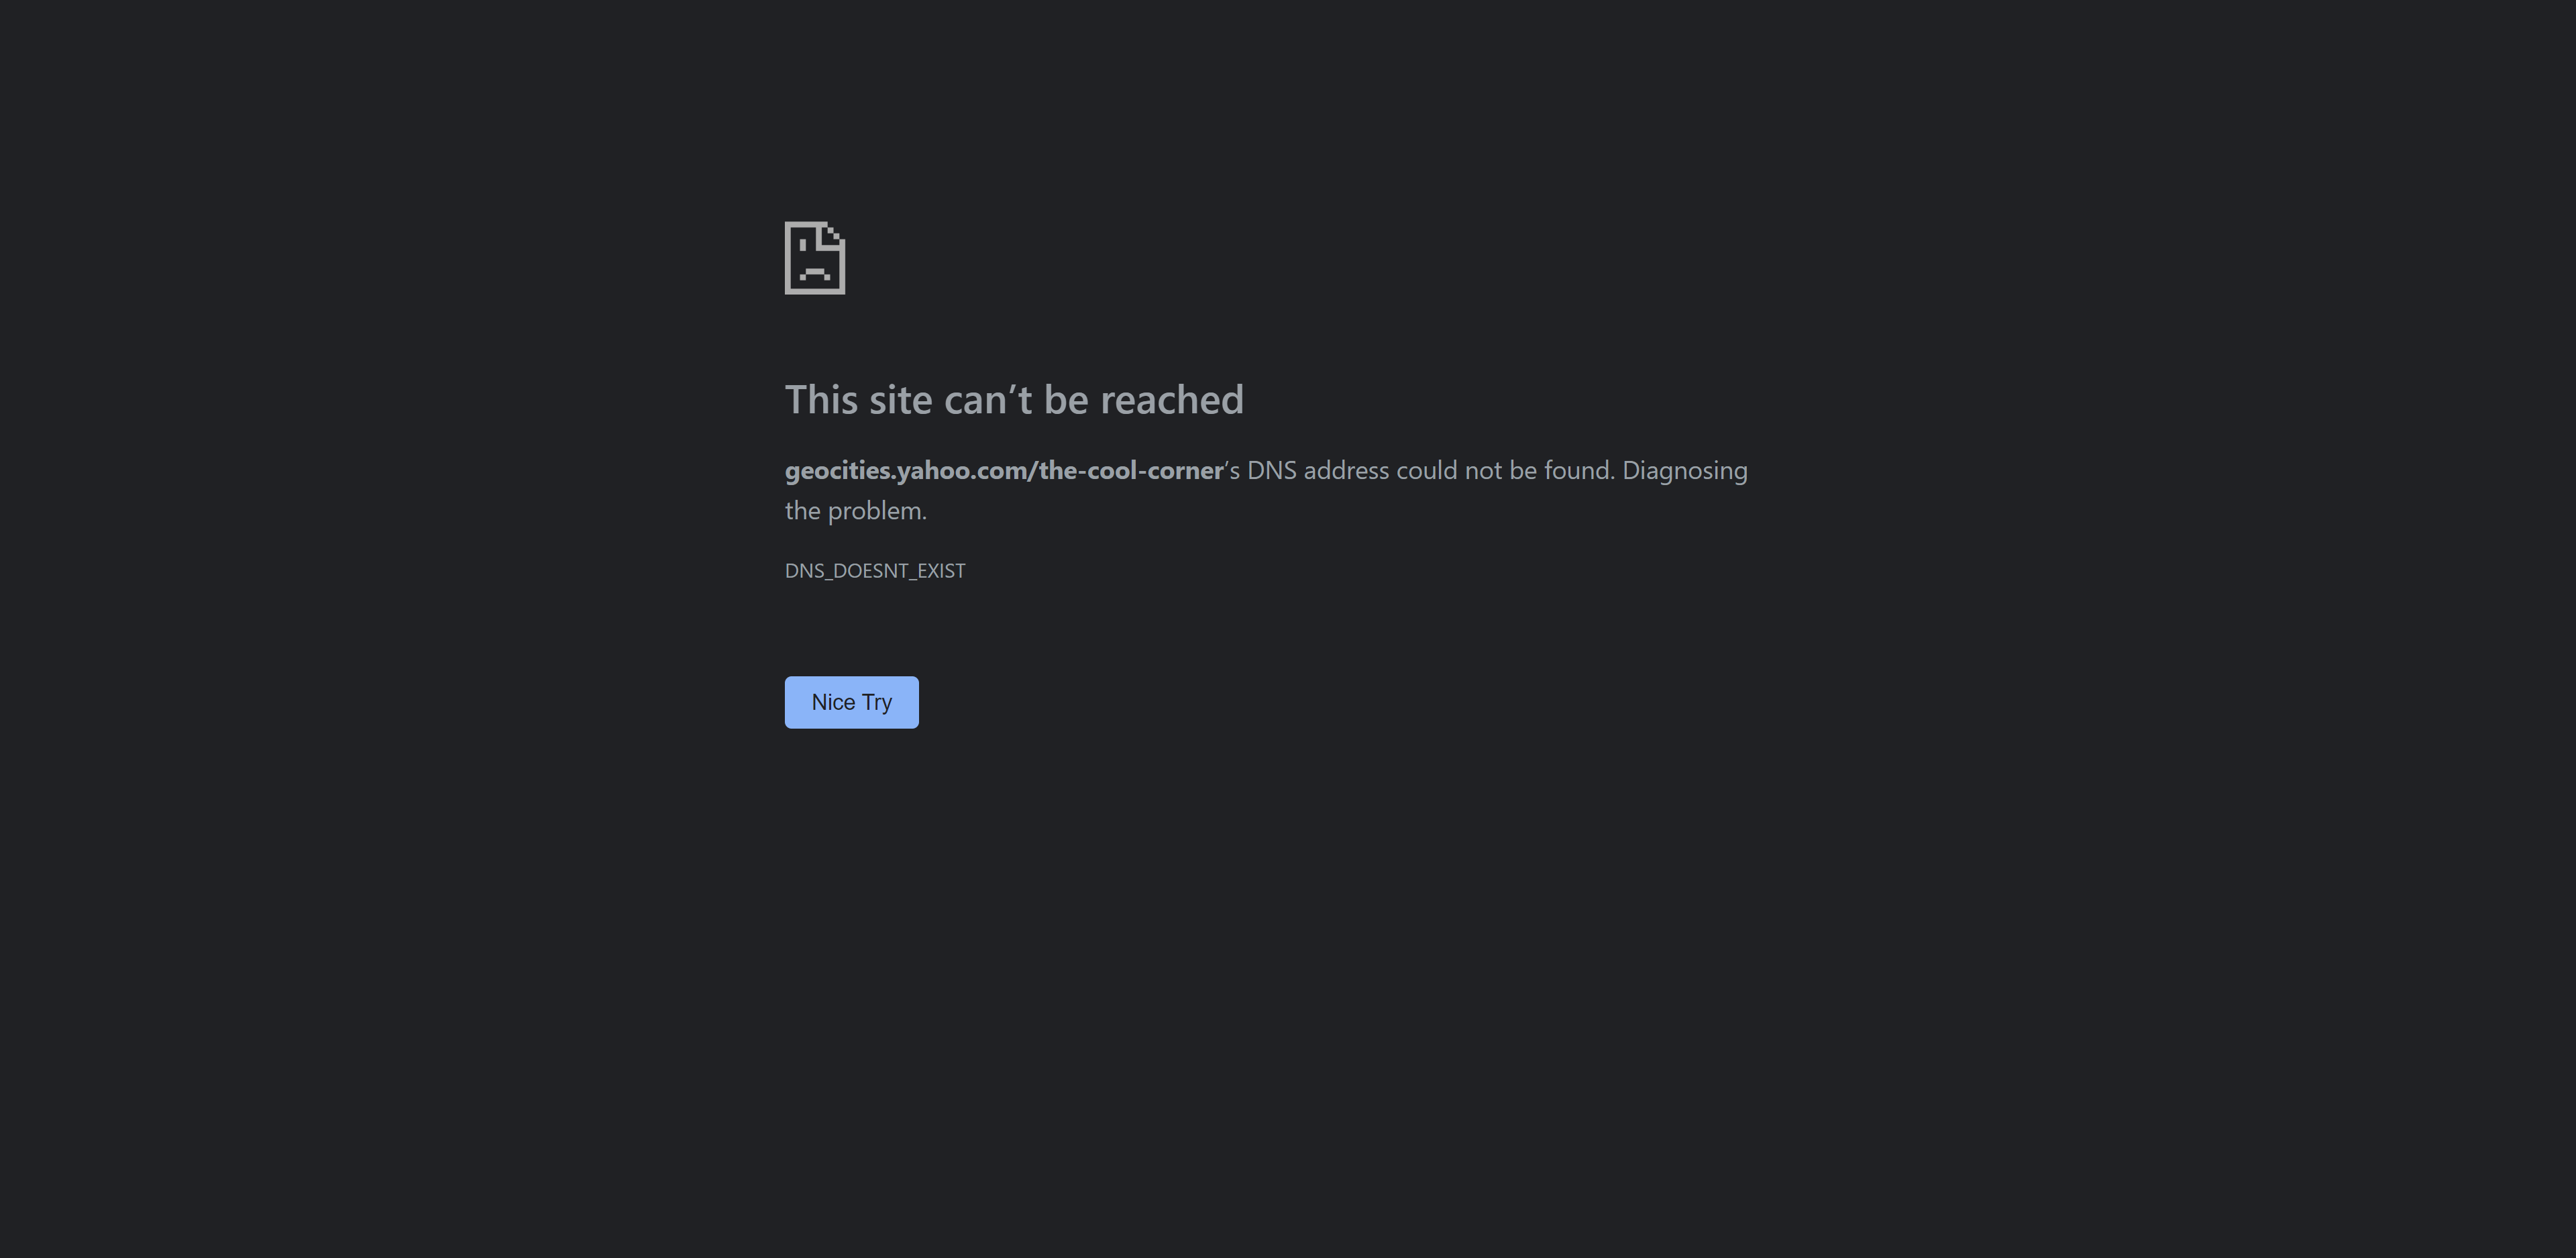 This site can’t be reached
geocities.yahoo.com/the-cool-corner’s DNS address could not be found. Diagnosing
the problem.
DNS_DOESNT_EXIST
Nice Try